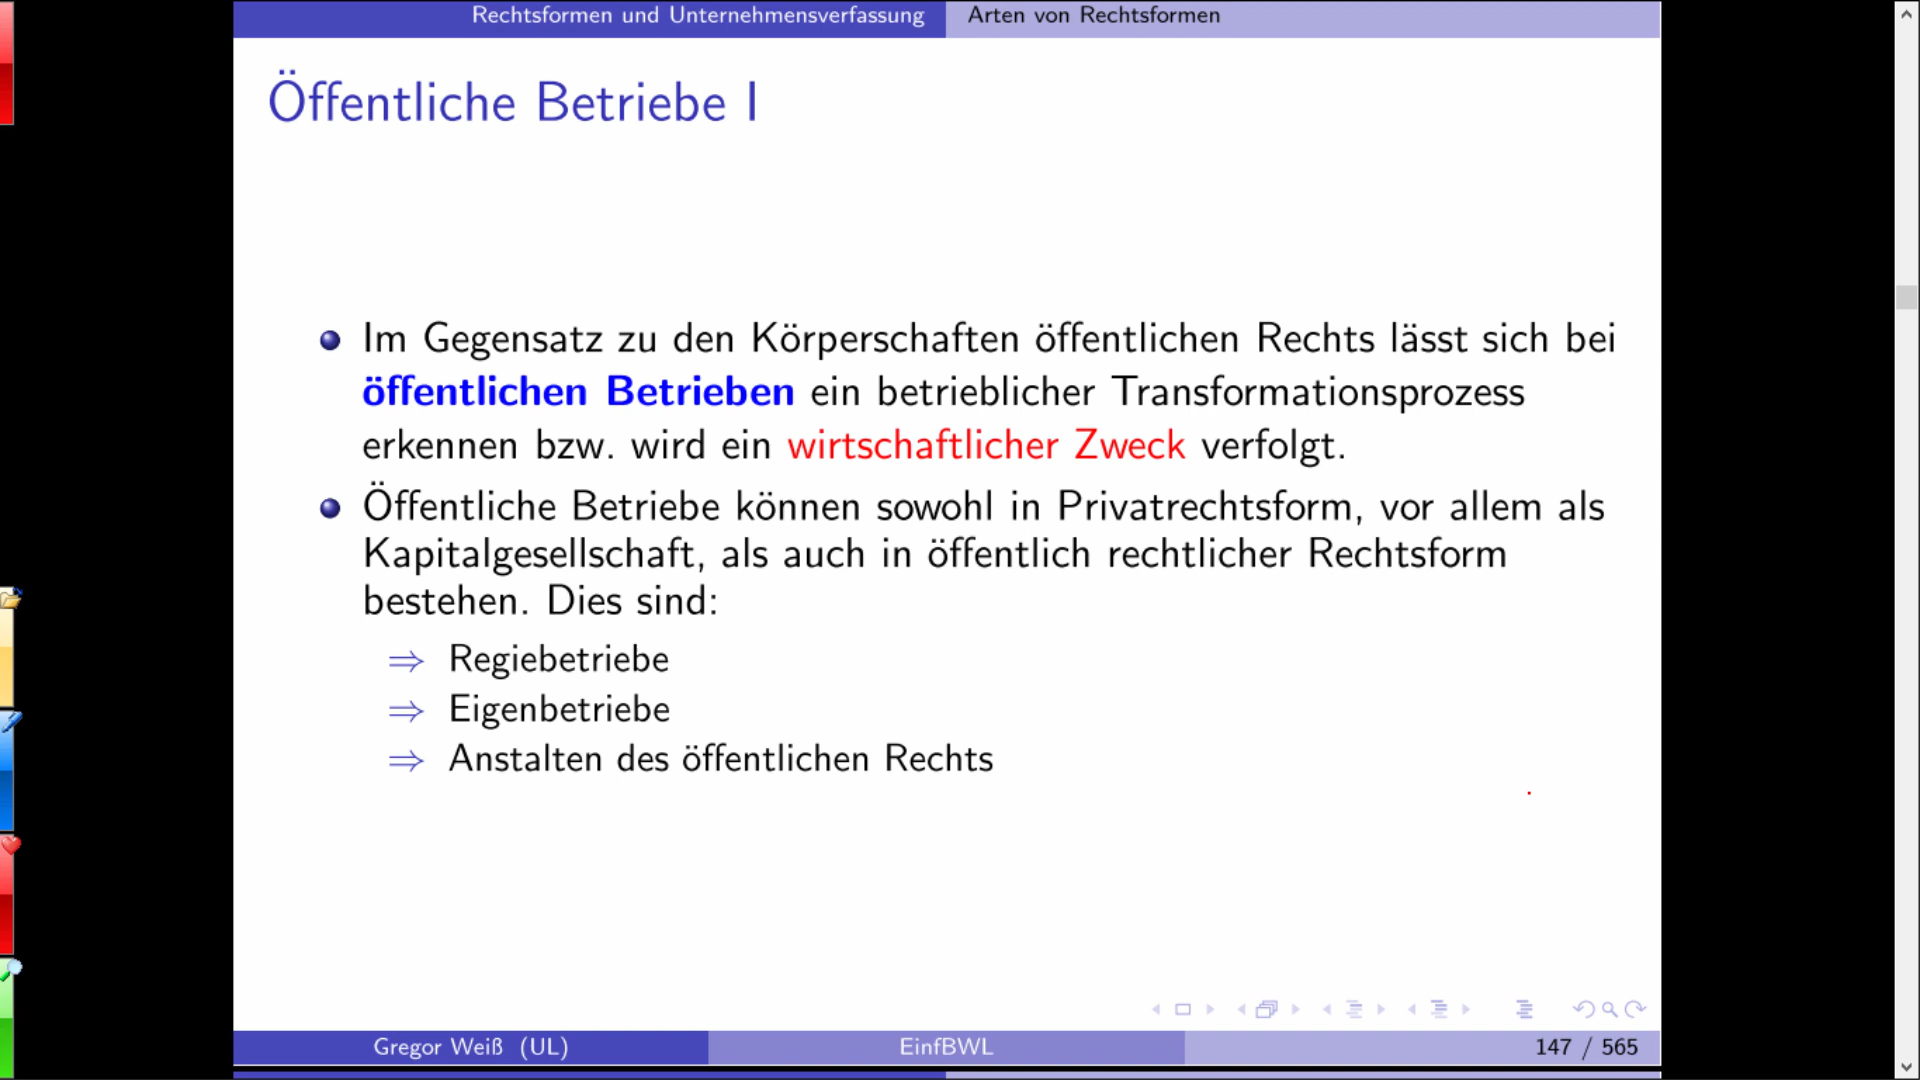 Rechtsformen und Unternehmensverfassung
Arten von Rechtsformen
Öffentliche Betriebe I
Im Gegensatz zu den Körperschaften öffentlichen Rechts lässt sich bei
öffentlichen Betrieben ein betrieblicher Transformationsprozess
erkennen bzw. wird ein wirtschaftlicher Zweck verfolgt.
Öffentliche Betriebe können sowohl in Privatrechtsform, vor allem als
Kapitalgesellschaft, als auch in öffentlich rechtlicher Rechtsform
bestehen. Dies sind:
⇒ Regiebetriebe
⇒ Eigenbetriebe
⇒ Anstalten des öffentlichen Rechts
Gregor Weiß (UL)
EinfBWL
147 / 565